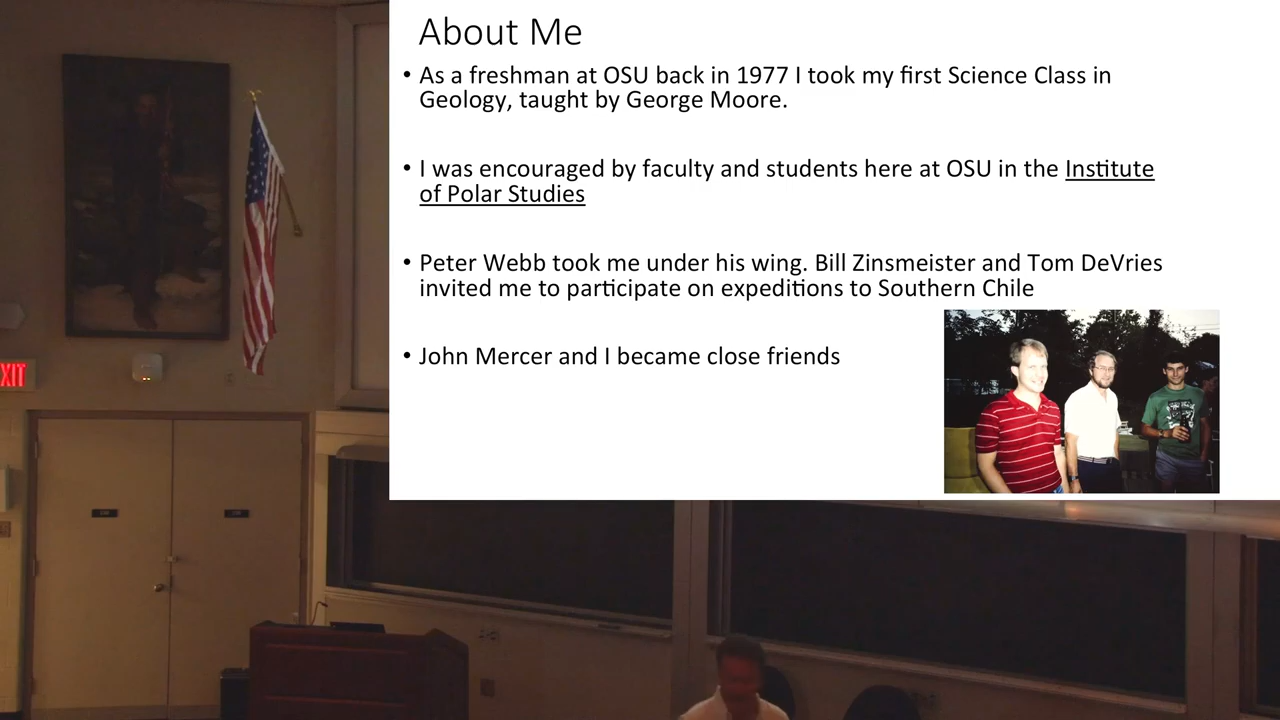 About Me
• As a freshman at OSU back in 1977 I took my first Science Class in
Geology, taught by George Moore.
• I was encouraged by faculty and students here at OSU in the Institute
of Polar Studies
• Peter Webb took me under his wing. Bill Zinsmeister and Tom DeVries
invited me to participate on expeditions to Southern Chile
• John Mercer and I became close friends
XIT